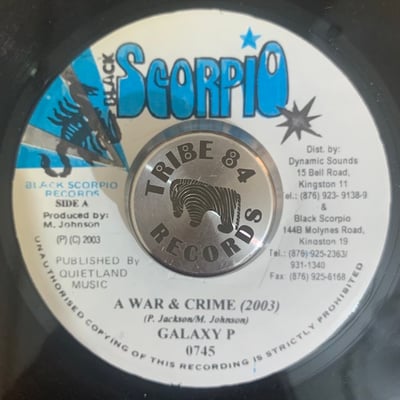 BLACK
SCORPIO
BLACK SCORPIO
RECORDS
SIDE A
Produced by:
M. Johnson
(P) (C) 2003
PUBLISHED BY
QUIETLAND
MUSIC
TRIBE 84
RECORDS
Dist. by:
Dynamic Sounds
15 Bell Road,
Kingston 11
Tel.: (876) 923- 9138-9
&
Black Scorpio
144B Molynes Road,
Kingston 19
Tel.: (876)-925-2363/
931-1340
Fax (876) 925-6168
A WAR & CRIME (2003)
(P. Jackson/M. Johnson)
GALAXY P
0745
UNAUTHORISED COPYING OF THIS RECORDING IS STRICTLY PROHIBITED